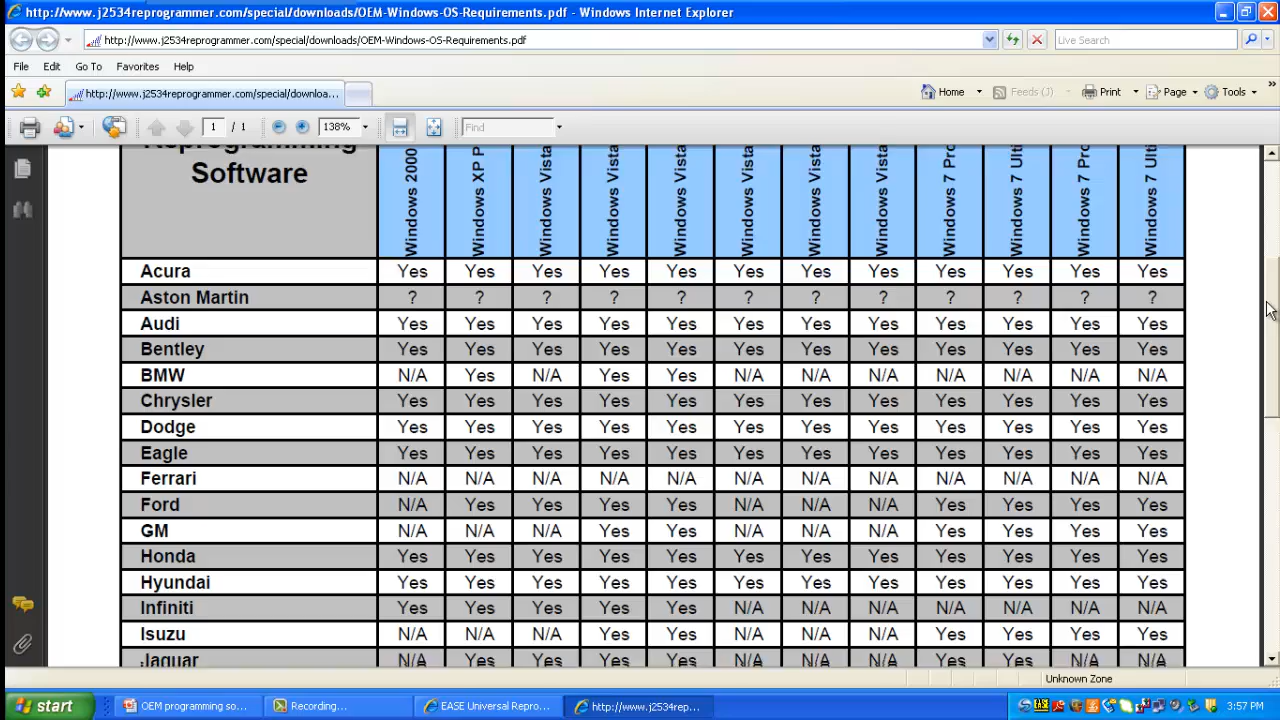 http://www.j2534reprogrammer.com/special/downloads/OEM-Windows-OS-Requirements.pdf - Windows Internet Explorer
http://www.j2534reprogrammer.com/special/downloads/OEM-Windows-OS-Requirements.pdf Live Search
File Edit Go To Favorites Help
http://www.j2534reprogrammer.com/special/downloa... Home Feeds (J) Print Page Tools
1 / 1 138% Find
Reprogramming
Software
Windows 2000
Windows XP P
Windows Vista
Windows Vista
Windows Vista
Windows Vista
Windows Vista
Windows Vista
Windows 7 Pro
Windows 7 Ulti
Windows 7 Pro
Windows 7 Ulti
Acura Yes Yes Yes Yes Yes Yes Yes Yes Yes Yes Yes Yes
Aston Martin ? ? ? ? ? ? ? ? ? ? ? ?
Audi Yes Yes Yes Yes Yes Yes Yes Yes Yes Yes Yes Yes
Bentley Yes Yes Yes Yes Yes Yes Yes Yes Yes Yes Yes Yes
BMW N/A Yes N/A Yes Yes N/A N/A N/A N/A N/A N/A N/A
Chrysler Yes Yes Yes Yes Yes Yes Yes Yes Yes Yes Yes Yes
Dodge Yes Yes Yes Yes Yes Yes Yes Yes Yes Yes Yes Yes
Eagle Yes Yes Yes Yes Yes Yes Yes Yes Yes Yes Yes Yes
Ferrari N/A N/A N/A N/A N/A N/A N/A N/A N/A N/A N/A N/A
Ford N/A Yes Yes Yes Yes N/A N/A N/A Yes Yes Yes Yes
GM N/A N/A N/A Yes Yes N/A N/A N/A Yes Yes Yes Yes
Honda Yes Yes Yes Yes Yes Yes Yes Yes Yes Yes Yes Yes
Hyundai Yes Yes Yes Yes Yes Yes Yes Yes Yes Yes Yes Yes
Infiniti Yes Yes Yes Yes Yes N/A N/A N/A N/A N/A N/A N/A
Isuzu N/A N/A N/A Yes Yes N/A N/A N/A Yes Yes Yes Yes
Jaguar N/A Yes Yes Yes Yes N/A N/A N/A Yes Yes N/A N/A
Unknown Zone
start OEM programming so... Recording... EASE Universal Repro... http://www.j2534repr... 3:57 PM